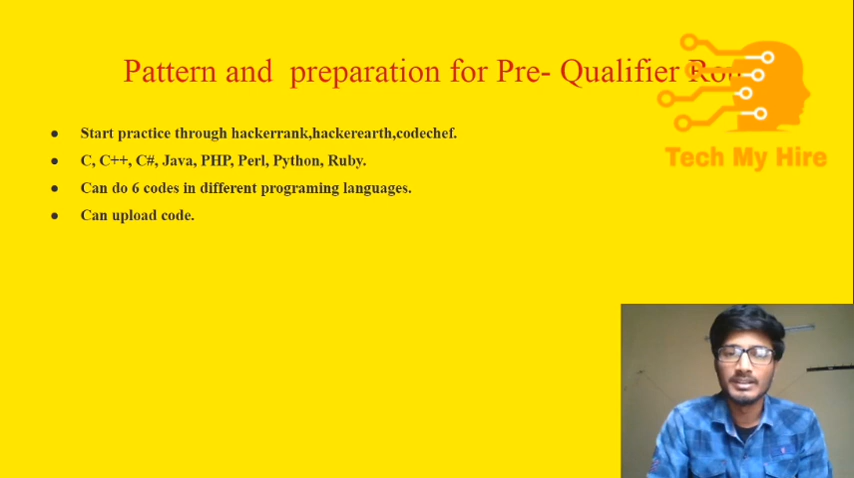 Pattern and preparation for Pre- Qualifier
Tech My Hire
● Start practice through hackerrank,hackerearth,codechef.
● C, C++, C#, Java, PHP, Perl, Python, Ruby.
● Can do 6 codes in different programing languages.
● Can upload code.